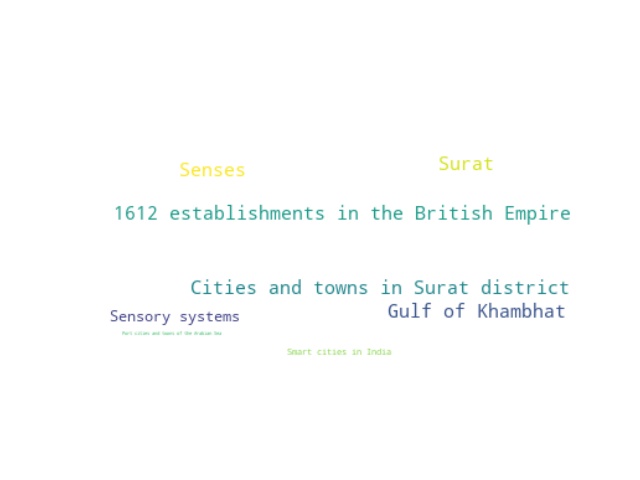 Surat
Senses
1612 establishments in the British Empire
Cities and towns in Surat district
Gulf of Khambhat
Sensory systems
Port cities and towns of the Arabian Sea
Smart cities in India